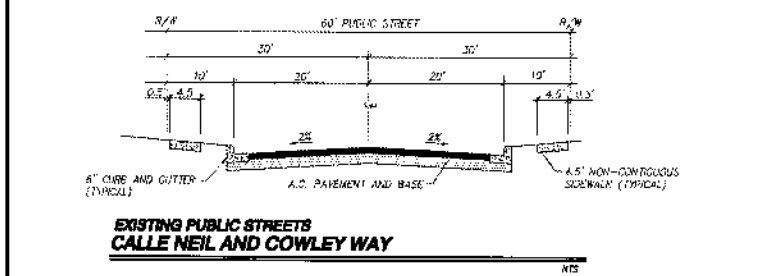 R/W 60' PUBLIC STREET R/W
30' 30'
10' 20' 20' 10'
0.5' 4.5' 4.5' 0.5'
2% 2%
6" CURB AND GUTTER
(TYPICAL)
A.C. PAVEMENT AND BASE
4.5' NON-CONTIGUOUS
SIDEWALK (TYPICAL)
EXISTING PUBLIC STREETS
CALLE NEIL AND COWLEY WAY
NTS